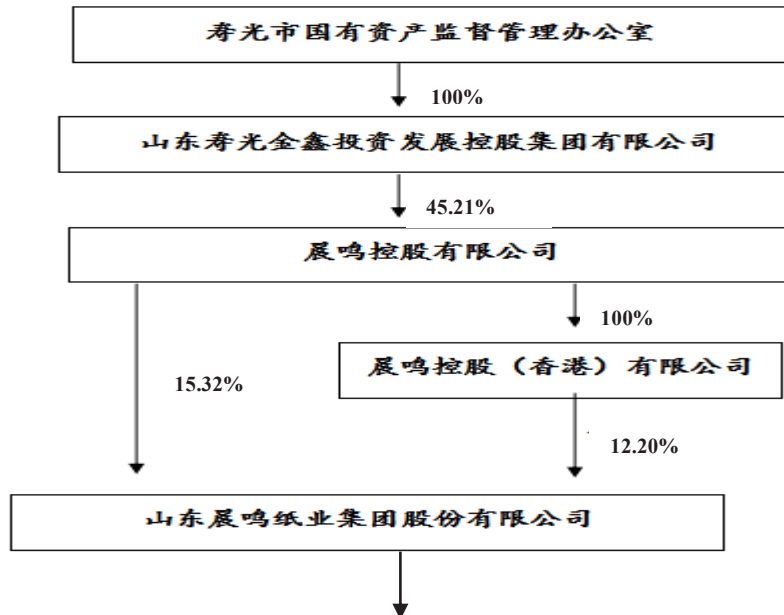 寿光市国有资产监督管理办公室
100%
山东寿光金鑫投资发展控股集团有限公司
45.21%
晨鸣控股有限公司
100%
晨鸣控股（香港）有限公司
15.32%
12.20%
山东晨鸣纸业集团股份有限公司